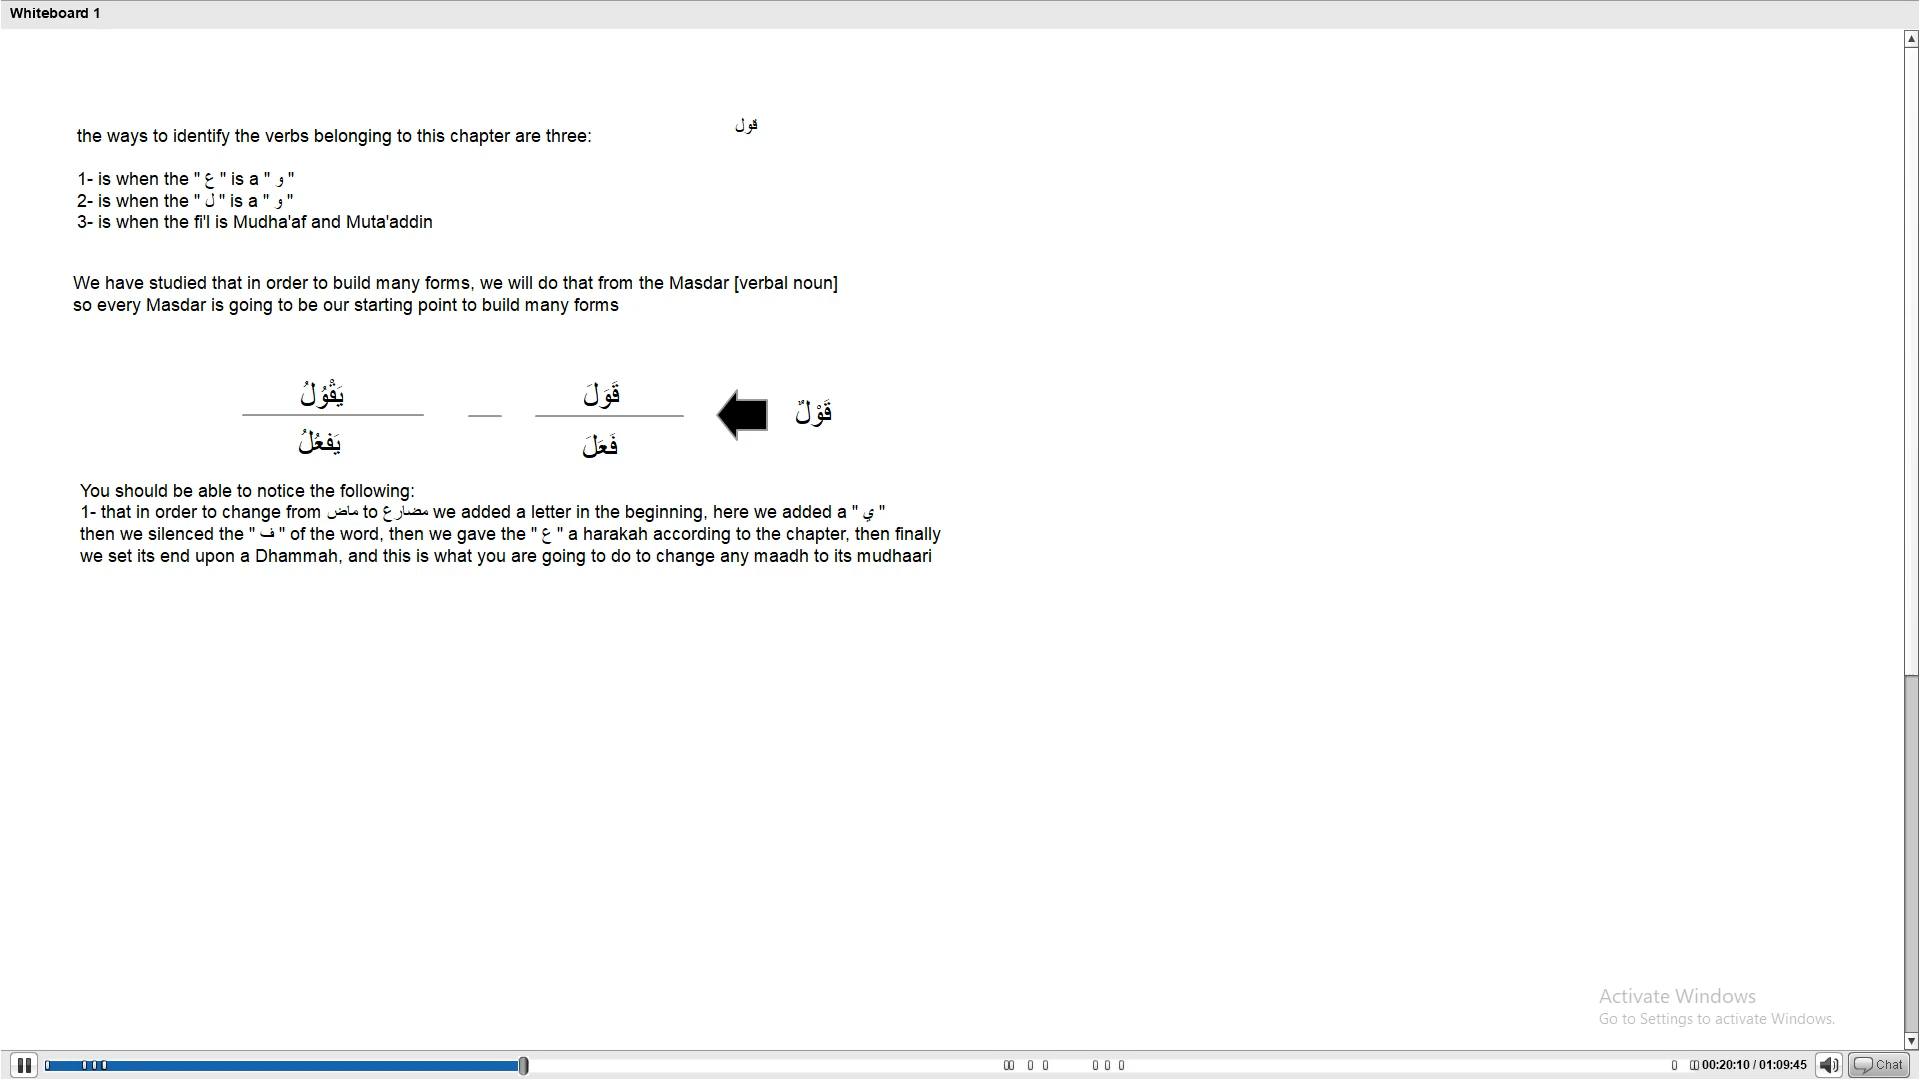 Whiteboard 1
قول
the ways to identify the verbs belonging to this chapter are three:
1- is when the " ع " is a " و "
2- is when the " ل " is a " و "
3- is when the fi'l is Mudha'af and Muta'addin
We have studied that in order to build many forms, we will do that from the Masdar [verbal noun]
so every Masdar is going to be our starting point to build many forms
قَوْلٌ
قَوَلَ
فَعَلَ
يَقْوُلُ
يَفعُلُ
You should be able to notice the following:
1- that in order to change from ماض to مضارع we added a letter in the beginning, here we added a " ي "
then we silenced the " ف " of the word, then we gave the " ع " a harakah according to the chapter, then finally
we set its end upon a Dhammah, and this is what you are going to do to change any maadh to its mudhaari
Activate Windows
Go to Settings to activate Windows.
00:20:10 / 01:09:45
Chat